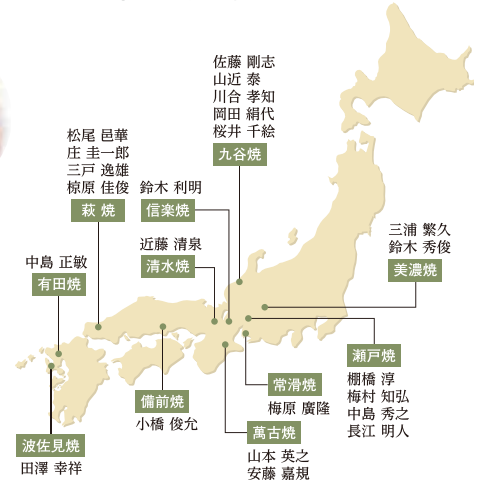 佐藤 剛志
山近 泰
川合 孝知
岡田 絹代
桜井 千絵
九谷焼
松尾 邑華
庄 圭一郎
三戸 逸雄
椋原 佳俊
萩 焼
鈴木 利明
信楽焼
近藤 清泉
清水焼
中島 正敏
有田焼
三浦 繁久
鈴木 秀俊
美濃焼
瀬戸焼
棚橋 淳
梅村 知弘
中島 秀之
長江 明人
常滑焼
梅原 廣隆
備前焼
小橋 俊允
萬古焼
山本 英之
安藤 嘉規
波佐見焼
田澤 幸祥